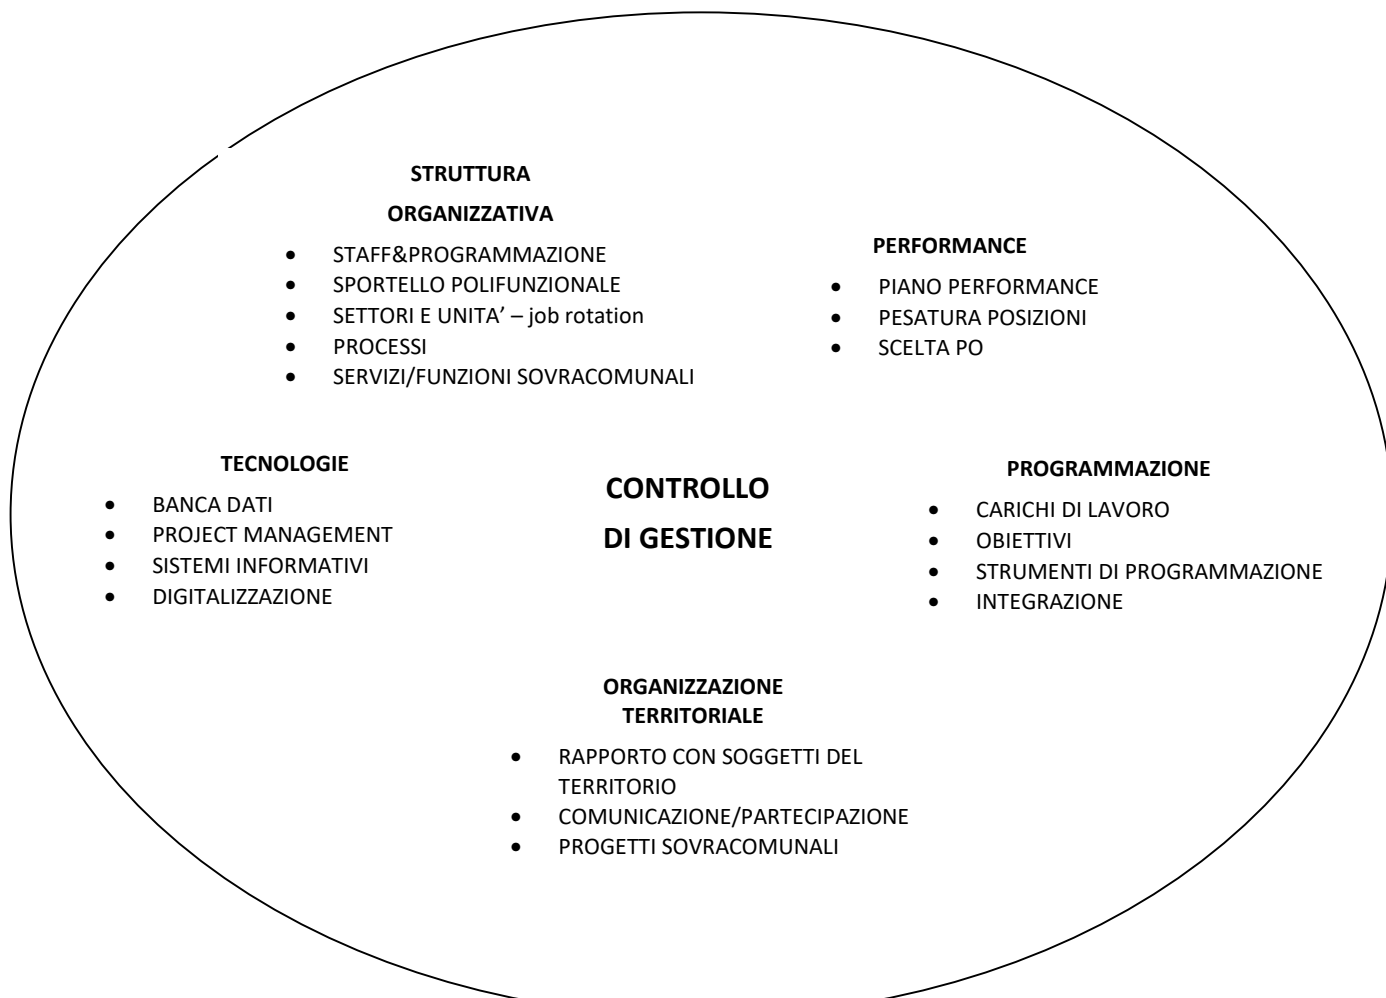 STRUTTURA
ORGANIZZATIVA
• STAFF&PROGRAMMAZIONE
• SPORTELLO POLIFUNZIONALE
• SETTORI E UNITA’ – job rotation
• PROCESSI
• SERVIZI/FUNZIONI SOVRACOMUNALI
PERFORMANCE
• PIANO PERFORMANCE
• PESATURA POSIZIONI
• SCELTA PO
TECNOLOGIE
• BANCA DATI
• PROJECT MANAGEMENT
• SISTEMI INFORMATIVI
• DIGITALIZZAZIONE
CONTROLLO
DI GESTIONE
PROGRAMMAZIONE
• CARICHI DI LAVORO
• OBIETTIVI
• STRUMENTI DI PROGRAMMAZIONE
• INTEGRAZIONE
ORGANIZZAZIONE
TERRITORIALE
• RAPPORTO CON SOGGETTI DEL
TERRITORIO
• COMUNICAZIONE/PARTECIPAZIONE
• PROGETTI SOVRACOMUNALI